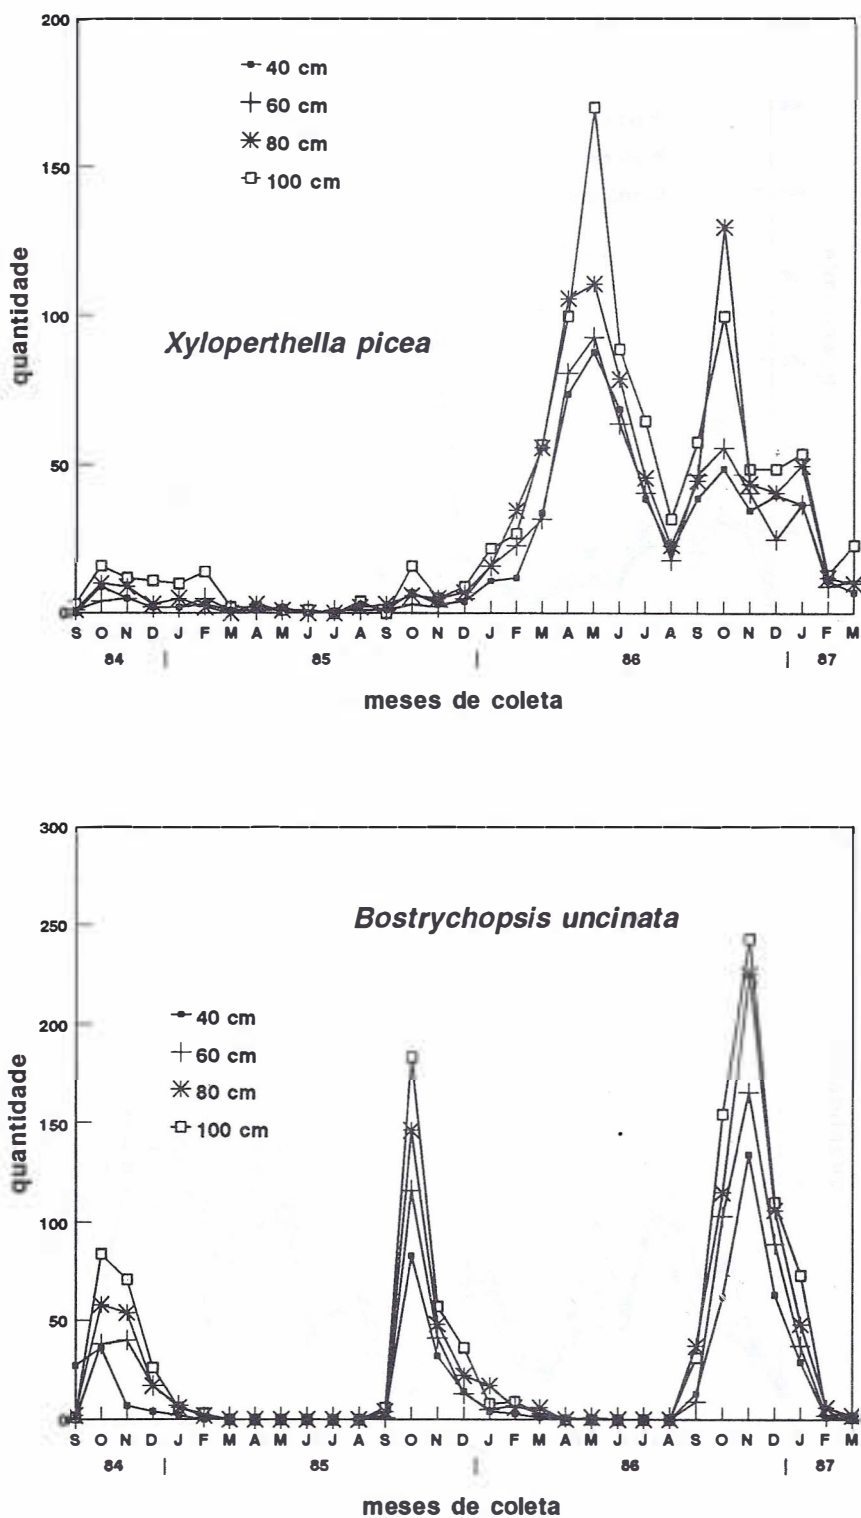 200
40 cm
60 cm
80 cm
100 cm
150
100
50
0
quantidade
Xyloperthella picea
S O N D J F M A M J J A S O N D J F M A M J J A S O N D J F M
84 | 85 | 86 | 87
meses de coleta
300
Bostrychopsis uncinata
250
40 cm
60 cm
80 cm
100 cm
200
150
100
50
0
quantidade
S O N D J F M A M J J A S O N D J F M A M J J A S O N D J F M
84 | 85 | 86 | 87
meses de coleta